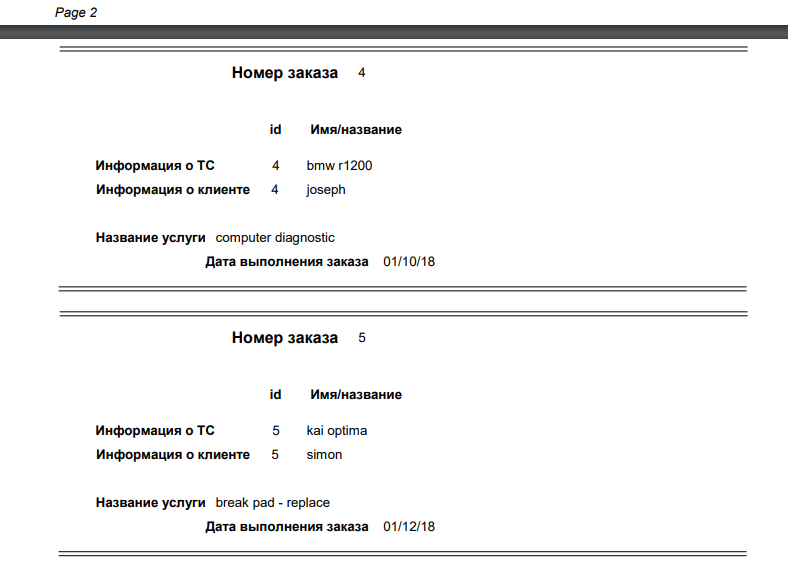 Page 2
Номер заказа 4
id Имя/название
Информация о ТС 4 bmw r1200
Информация о клиенте 4 joseph
Название услуги computer diagnostic
Дата выполнения заказа 01/10/18
Номер заказа 5
id Имя/название
Информация о ТС 5 kai optima
Информация о клиенте 5 simon
Название услуги break pad - replace
Дата выполнения заказа 01/12/18